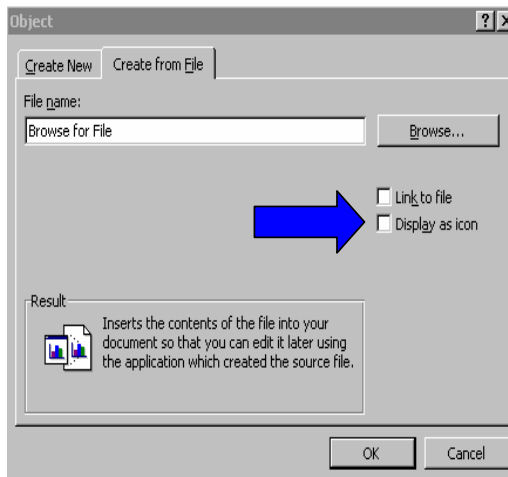 Object
? X
Create New Create from File
File name:
Browse for File Browse...
Link to file
Display as icon
Result
Inserts the contents of the file into your
document so that you can edit it later using
the application which created the source file.
OK Cancel